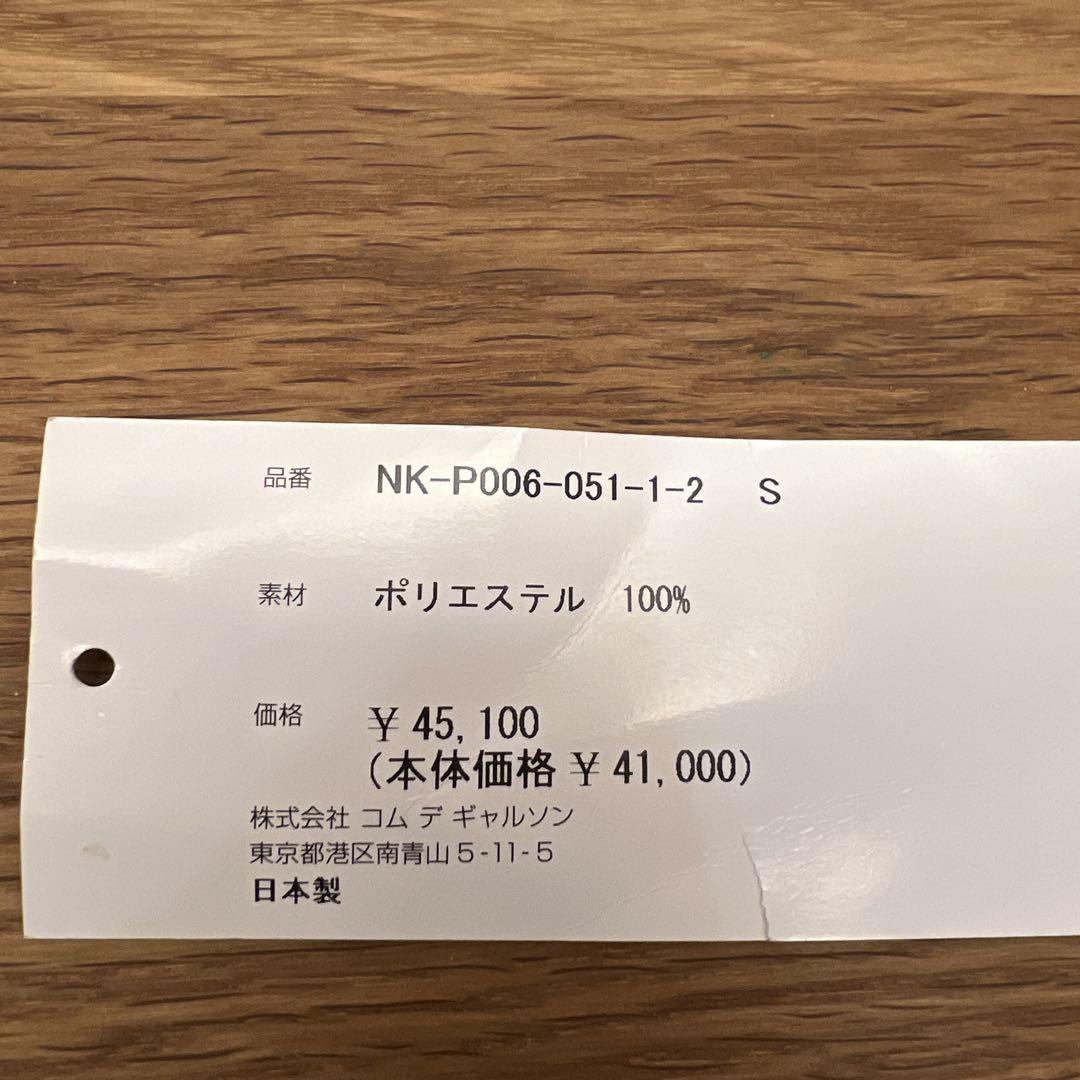 品番 NK-P006-051-1-2 S
素材 ポリエステル 100%
価格 ¥ 45,100
(本体価格 ¥ 41,000)
株式会社 コム デ ギャルソン
東京都港区南青山5-11-5
日本製